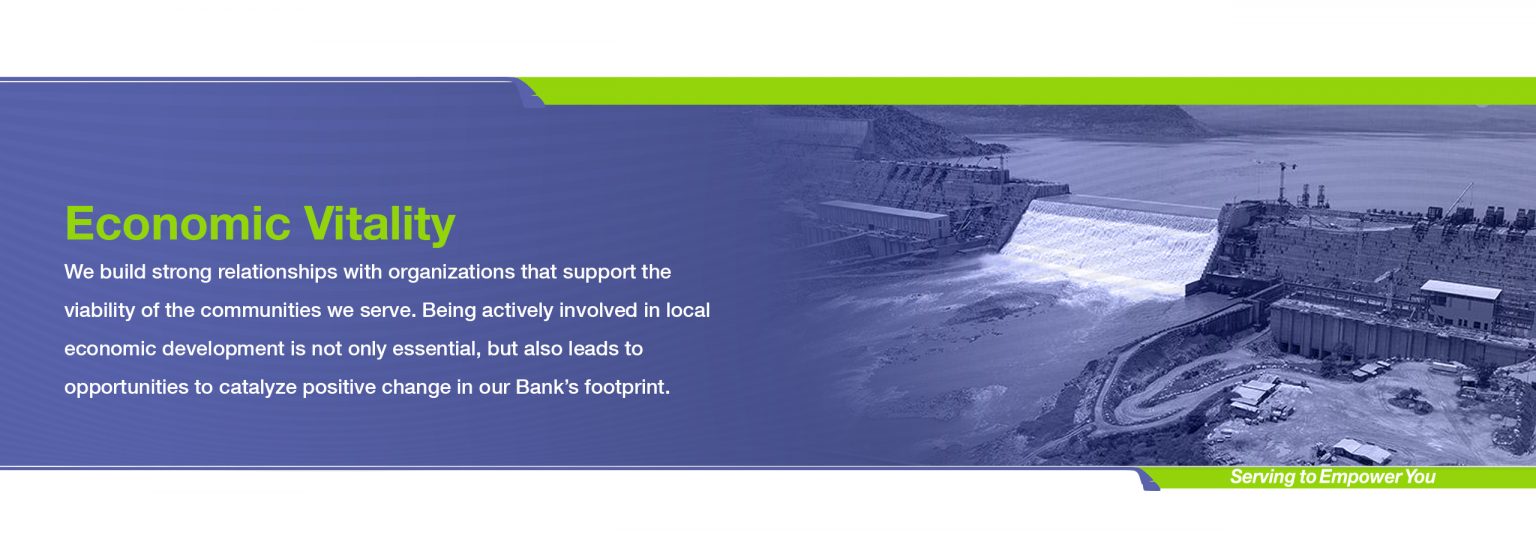 Economic Vitality
We build strong relationships with organizations that support the
viability of the communities we serve. Being actively involved in local
economic development is not only essential, but also leads to
opportunities to catalyze positive change in our Bank’s footprint.
Serving to Empower You